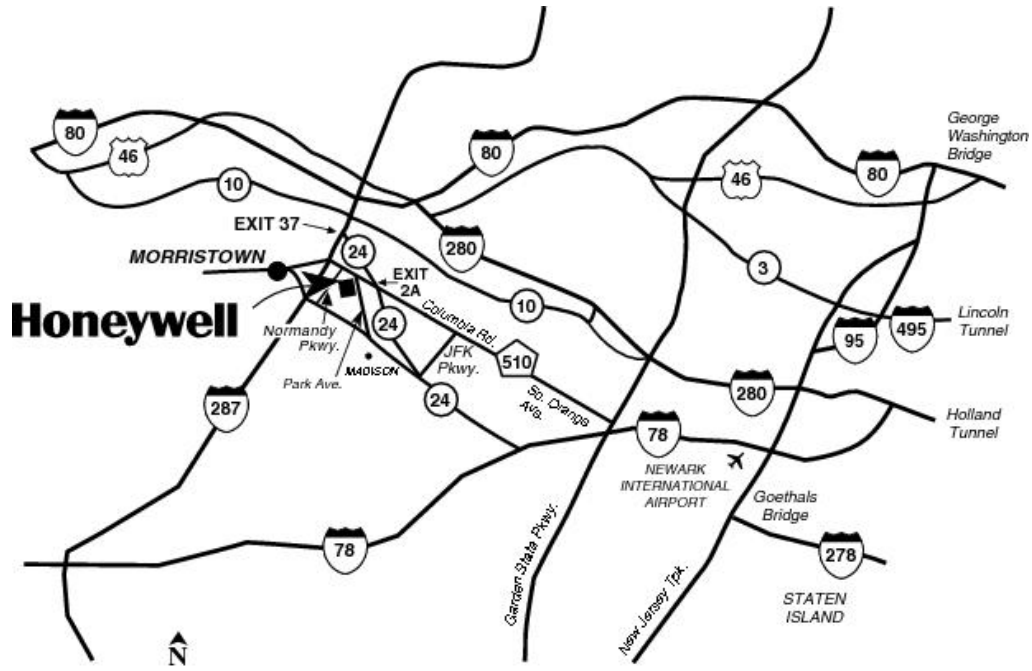 80
46
10
80
46
80
George
Washington
Bridge
EXIT 37
24
280
MORRISTOWN
EXIT
2A
3
Honeywell
Normandy
Pkwy.
24
Columbia Rd.
10
Lincoln
Tunnel
95
495
Park Ave.
MADISON
JFK
Pkwy.
510
287
24
So. Orange
Ave.
280
Holland
Tunnel
78
NEWARK
INTERNATIONAL
AIRPORT
Goethals
Bridge
78
278
Garden State Pkwy.
New Jersey Tpk.
STATEN
ISLAND
N